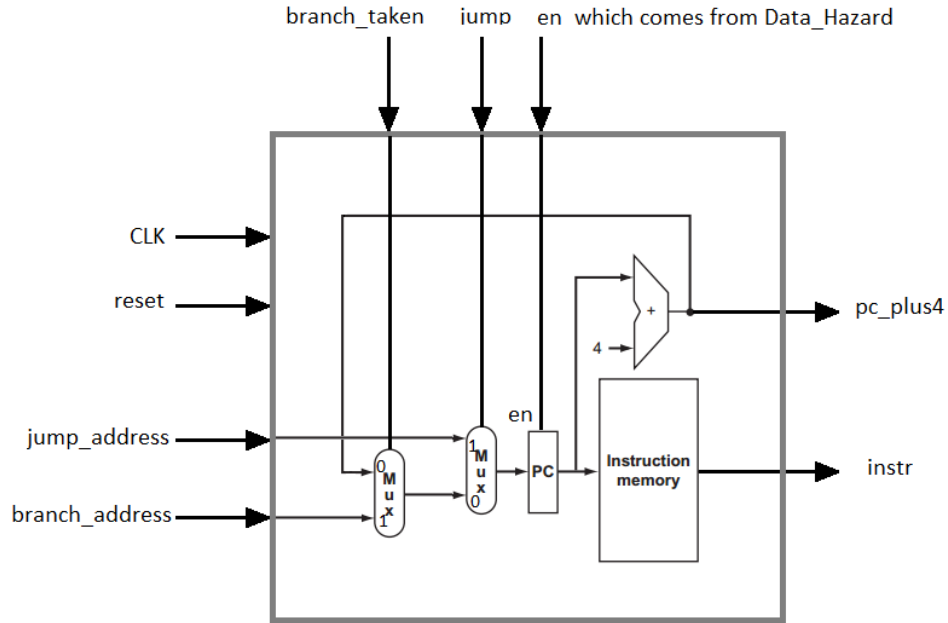 branch_taken
jump
en which comes from Data_Hazard
CLK
reset
+
pc_plus4
4
en
jump_address
1
Mux
0
0
Mux
1
PC
Instruction
memory
instr
branch_address